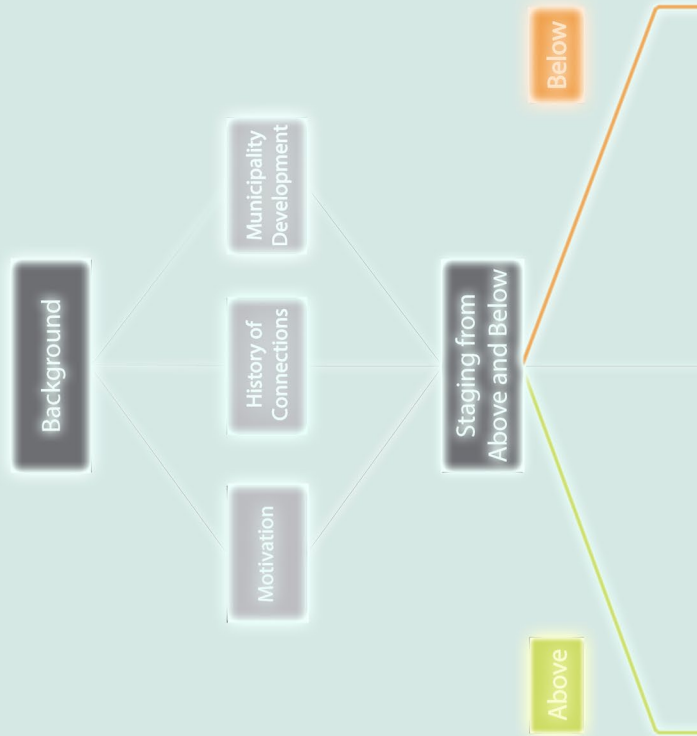 Background
Motivation
History of
Connections
Municipality
Development
Staging from
Above and Below
Above
Below